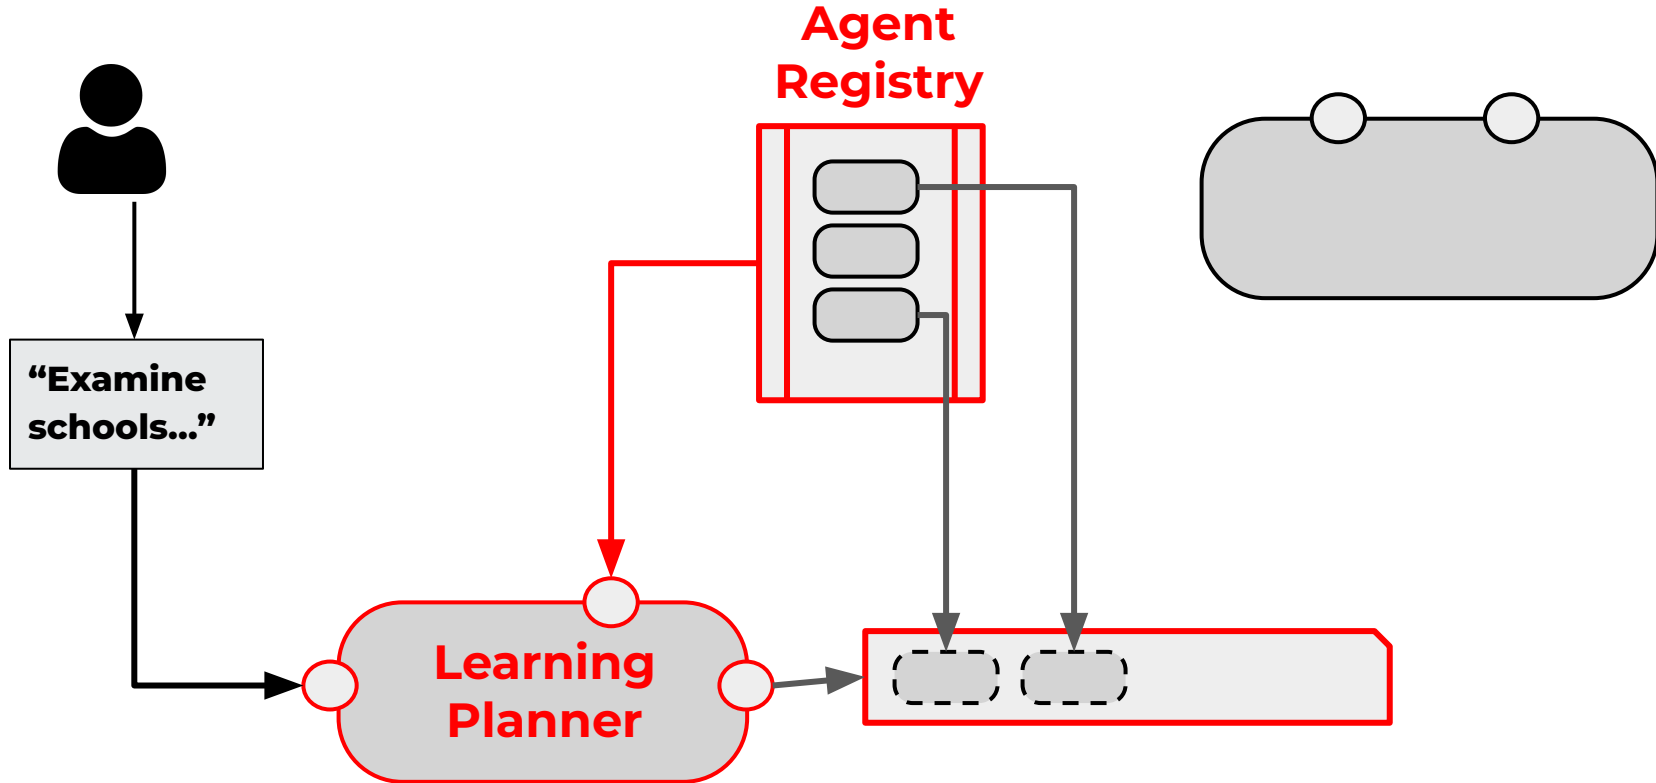 Agent
Registry
“Examine
schools...”
Learning
Planner